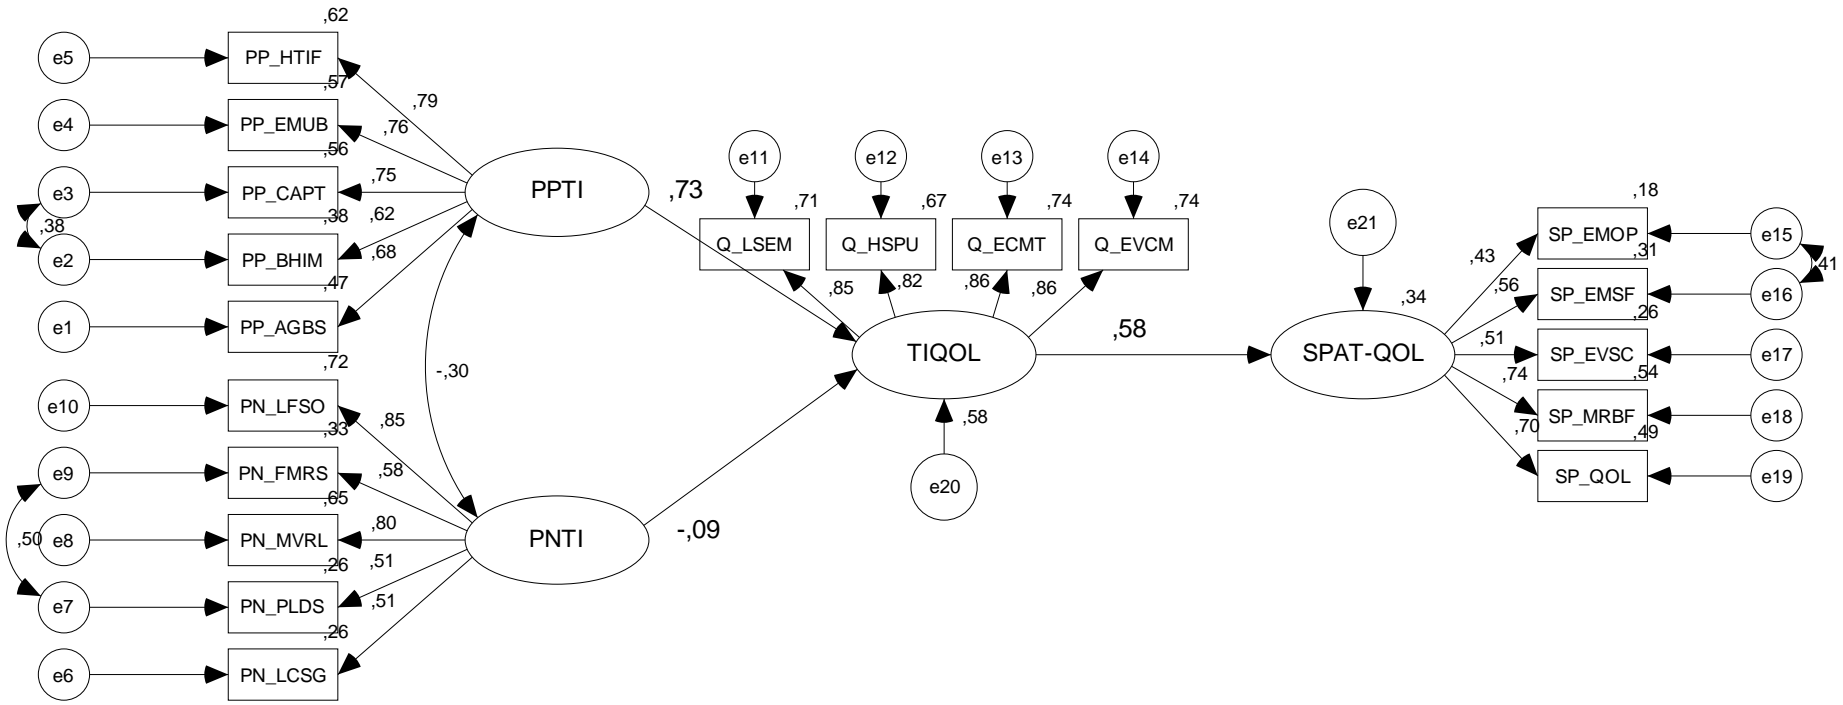 ,62
e5
PP_HTIF
,57
,79
e4
PP_EMUB
,76
,56
e3
PP_CAPT
,75
,38
,38
,62
e2
PP_BHIM
,68
,47
e1
PP_AGBS
,72
e10
PN_LFSO
,85
,33
e9
PN_FMRS
,58
,65
,50
e8
PN_MVRL
,80
,26
,51
e7
PN_PLDS
,51
,26
e6
PN_LCSG
PPTI
-,30
PNTI
,73
-,09
e11
e12
e13
e14
,71
,67
,74
,74
Q_LSEM
Q_HSPU
Q_ECMT
Q_EVCM
,85
,82
,86
,86
TIQOL
,58
e20
,58
e21
,34
SPAT-QOL
,18
,43
SP_EMOP
e15
,31
,41
,56
SP_EMSF
e16
,26
,51
SP_EVSC
e17
,54
,74
SP_MRBF
e18
,49
,70
SP_QOL
e19